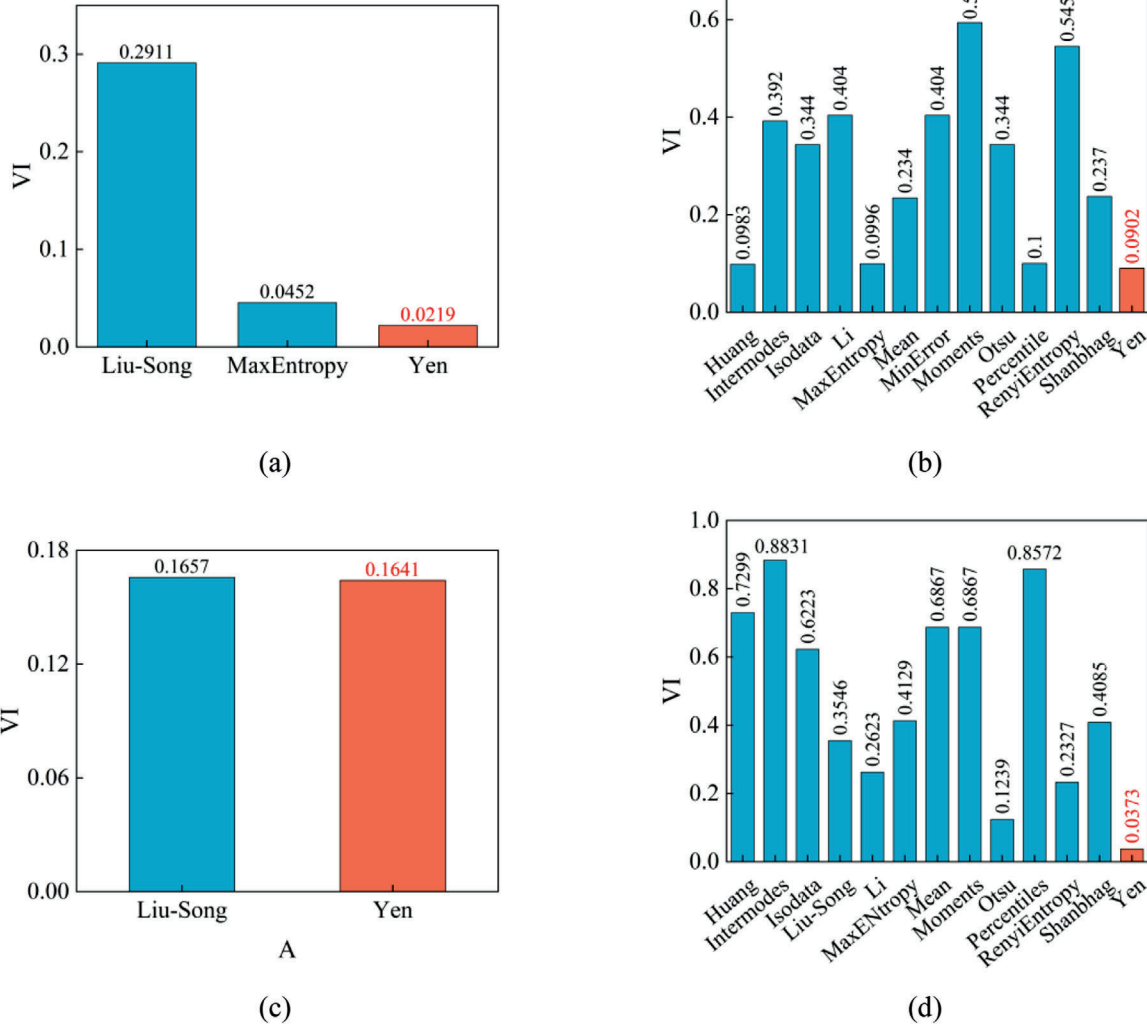 0.3
0.2
0.1
0.0
VI
0.2911
0.0452
0.0219
Liu-Song
MaxEntropy
Yen
(a)
0.6
0.4
0.2
0.0
VI
0.0983
0.392
0.344
0.404
0.0996
0.234
0.404
0.344
0.1
0.545
0.237
0.0902
Huang
Intermodes
Isodata
Li
MaxEntropy
Mean
MinError
Moments
Otsu
Percentile
RenyiEntropy
Shanbhag
Yen
(b)
0.18
0.12
0.06
0.00
VI
0.1657
0.1641
Liu-Song
Yen
A
(c)
1.0
0.8
0.6
0.4
0.2
0.0
VI
0.7299
0.8831
0.6223
0.3546
0.2623
0.4129
0.6867
0.6867
0.1239
0.8572
0.2327
0.4085
0.0373
Huang
Intermodes
Isodata
Liu-Song
Li
MaxENtropy
Mean
Moments
Otsu
Percentiles
RenyiEntropy
Shanbhag
Yen
(d)